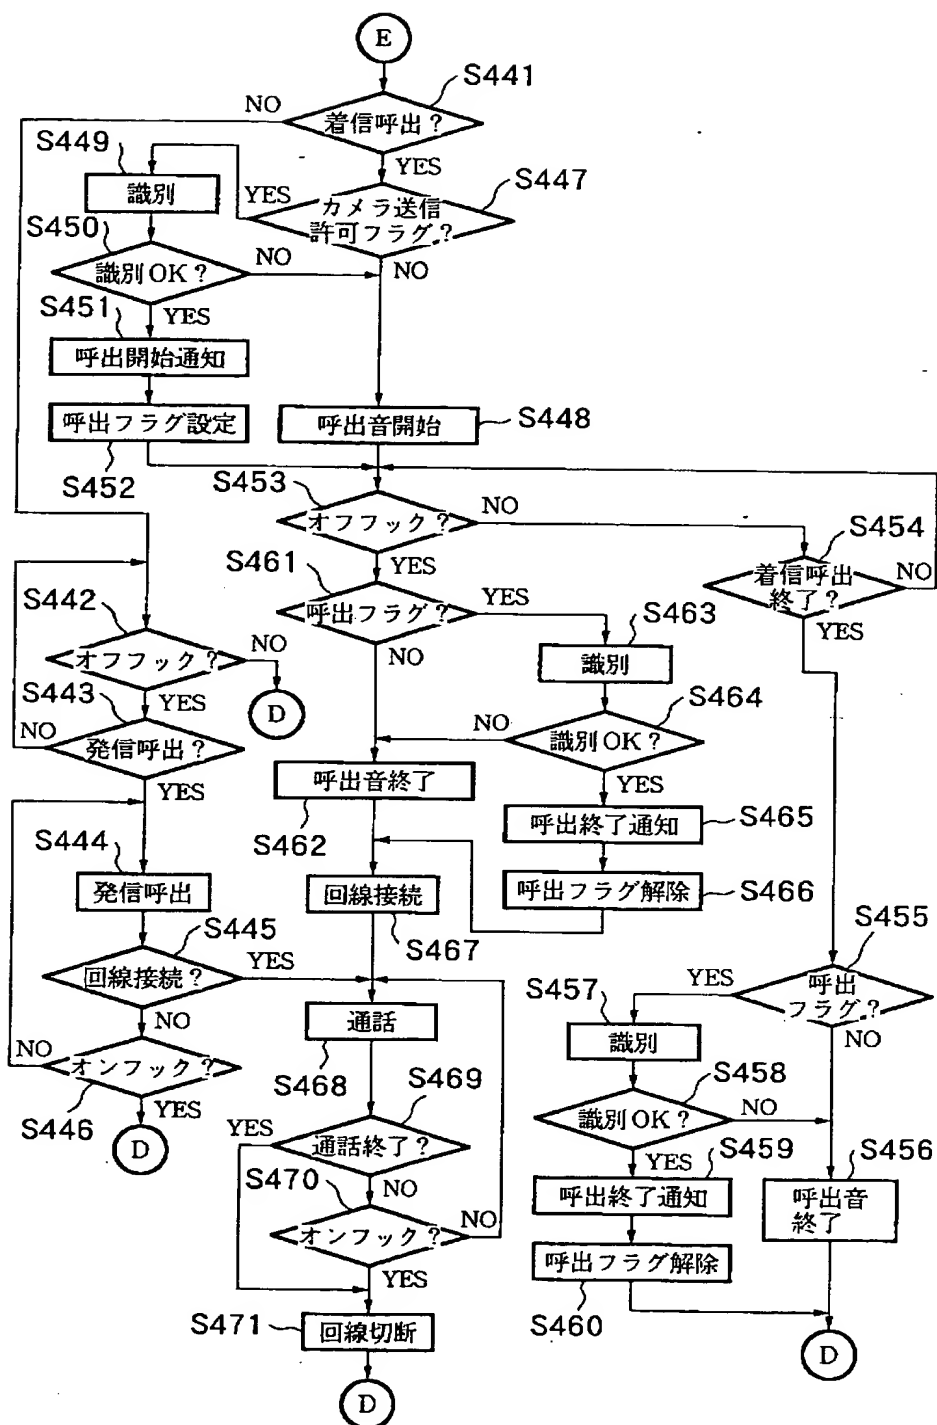 E
S441
NO
着信呼出?
S449
YES
S447
識別
YES
カメラ送信
許可フラグ?
S450
識別OK?
NO
NO
S451
YES
呼出開始通知
呼出フラグ設定
呼出音開始
S448
S452
S453
NO
S454
オフフック?
S461
YES
着信呼出
終了?
NO
S442
呼出フラグ?
YES
S463
YES
オフフック?
NO
NO
識別
S443
YES
D
S464
NO
発信呼出?
NO
識別OK?
YES
呼出音終了
YES
S444
S462
呼出終了通知
S465
発信呼出
回線接続
呼出フラグ解除
S466
S445
S467
S455
回線接続?
YES
YES
呼出
フラグ?
S457
通話
NO
NO
識別
NO
オンフック?
S468
S458
S469
S446
YES
YES
識別OK?
NO
D
通話終了?
YES
S459
S456
S470
NO
呼出終了通知
呼出音
終了
オンフック?
NO
YES
呼出フラグ解除
S471
回線切断
S460
D
D